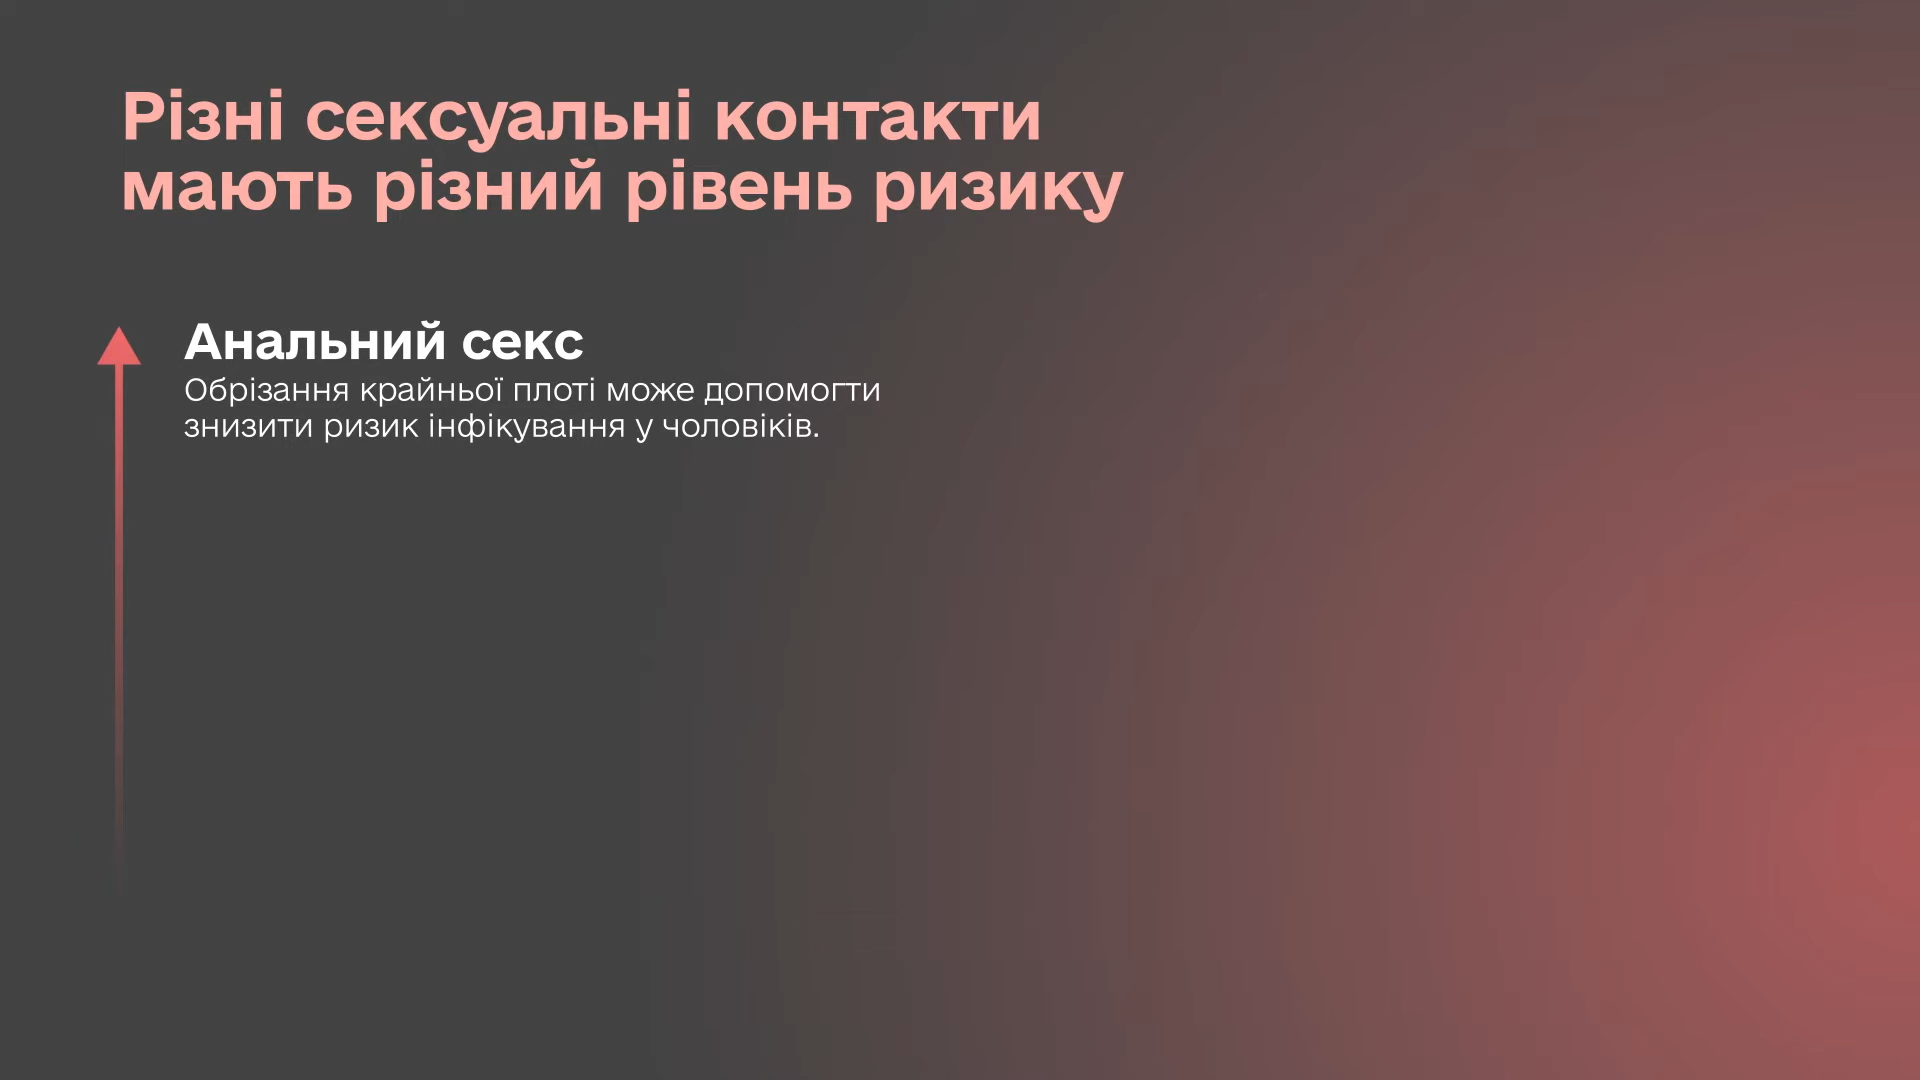 Різні сексуальні контакти
мають різний рівень ризику
Анальний секс
Обрізання крайньої плоті може допомогти
знизити ризик інфікування у чоловіків.